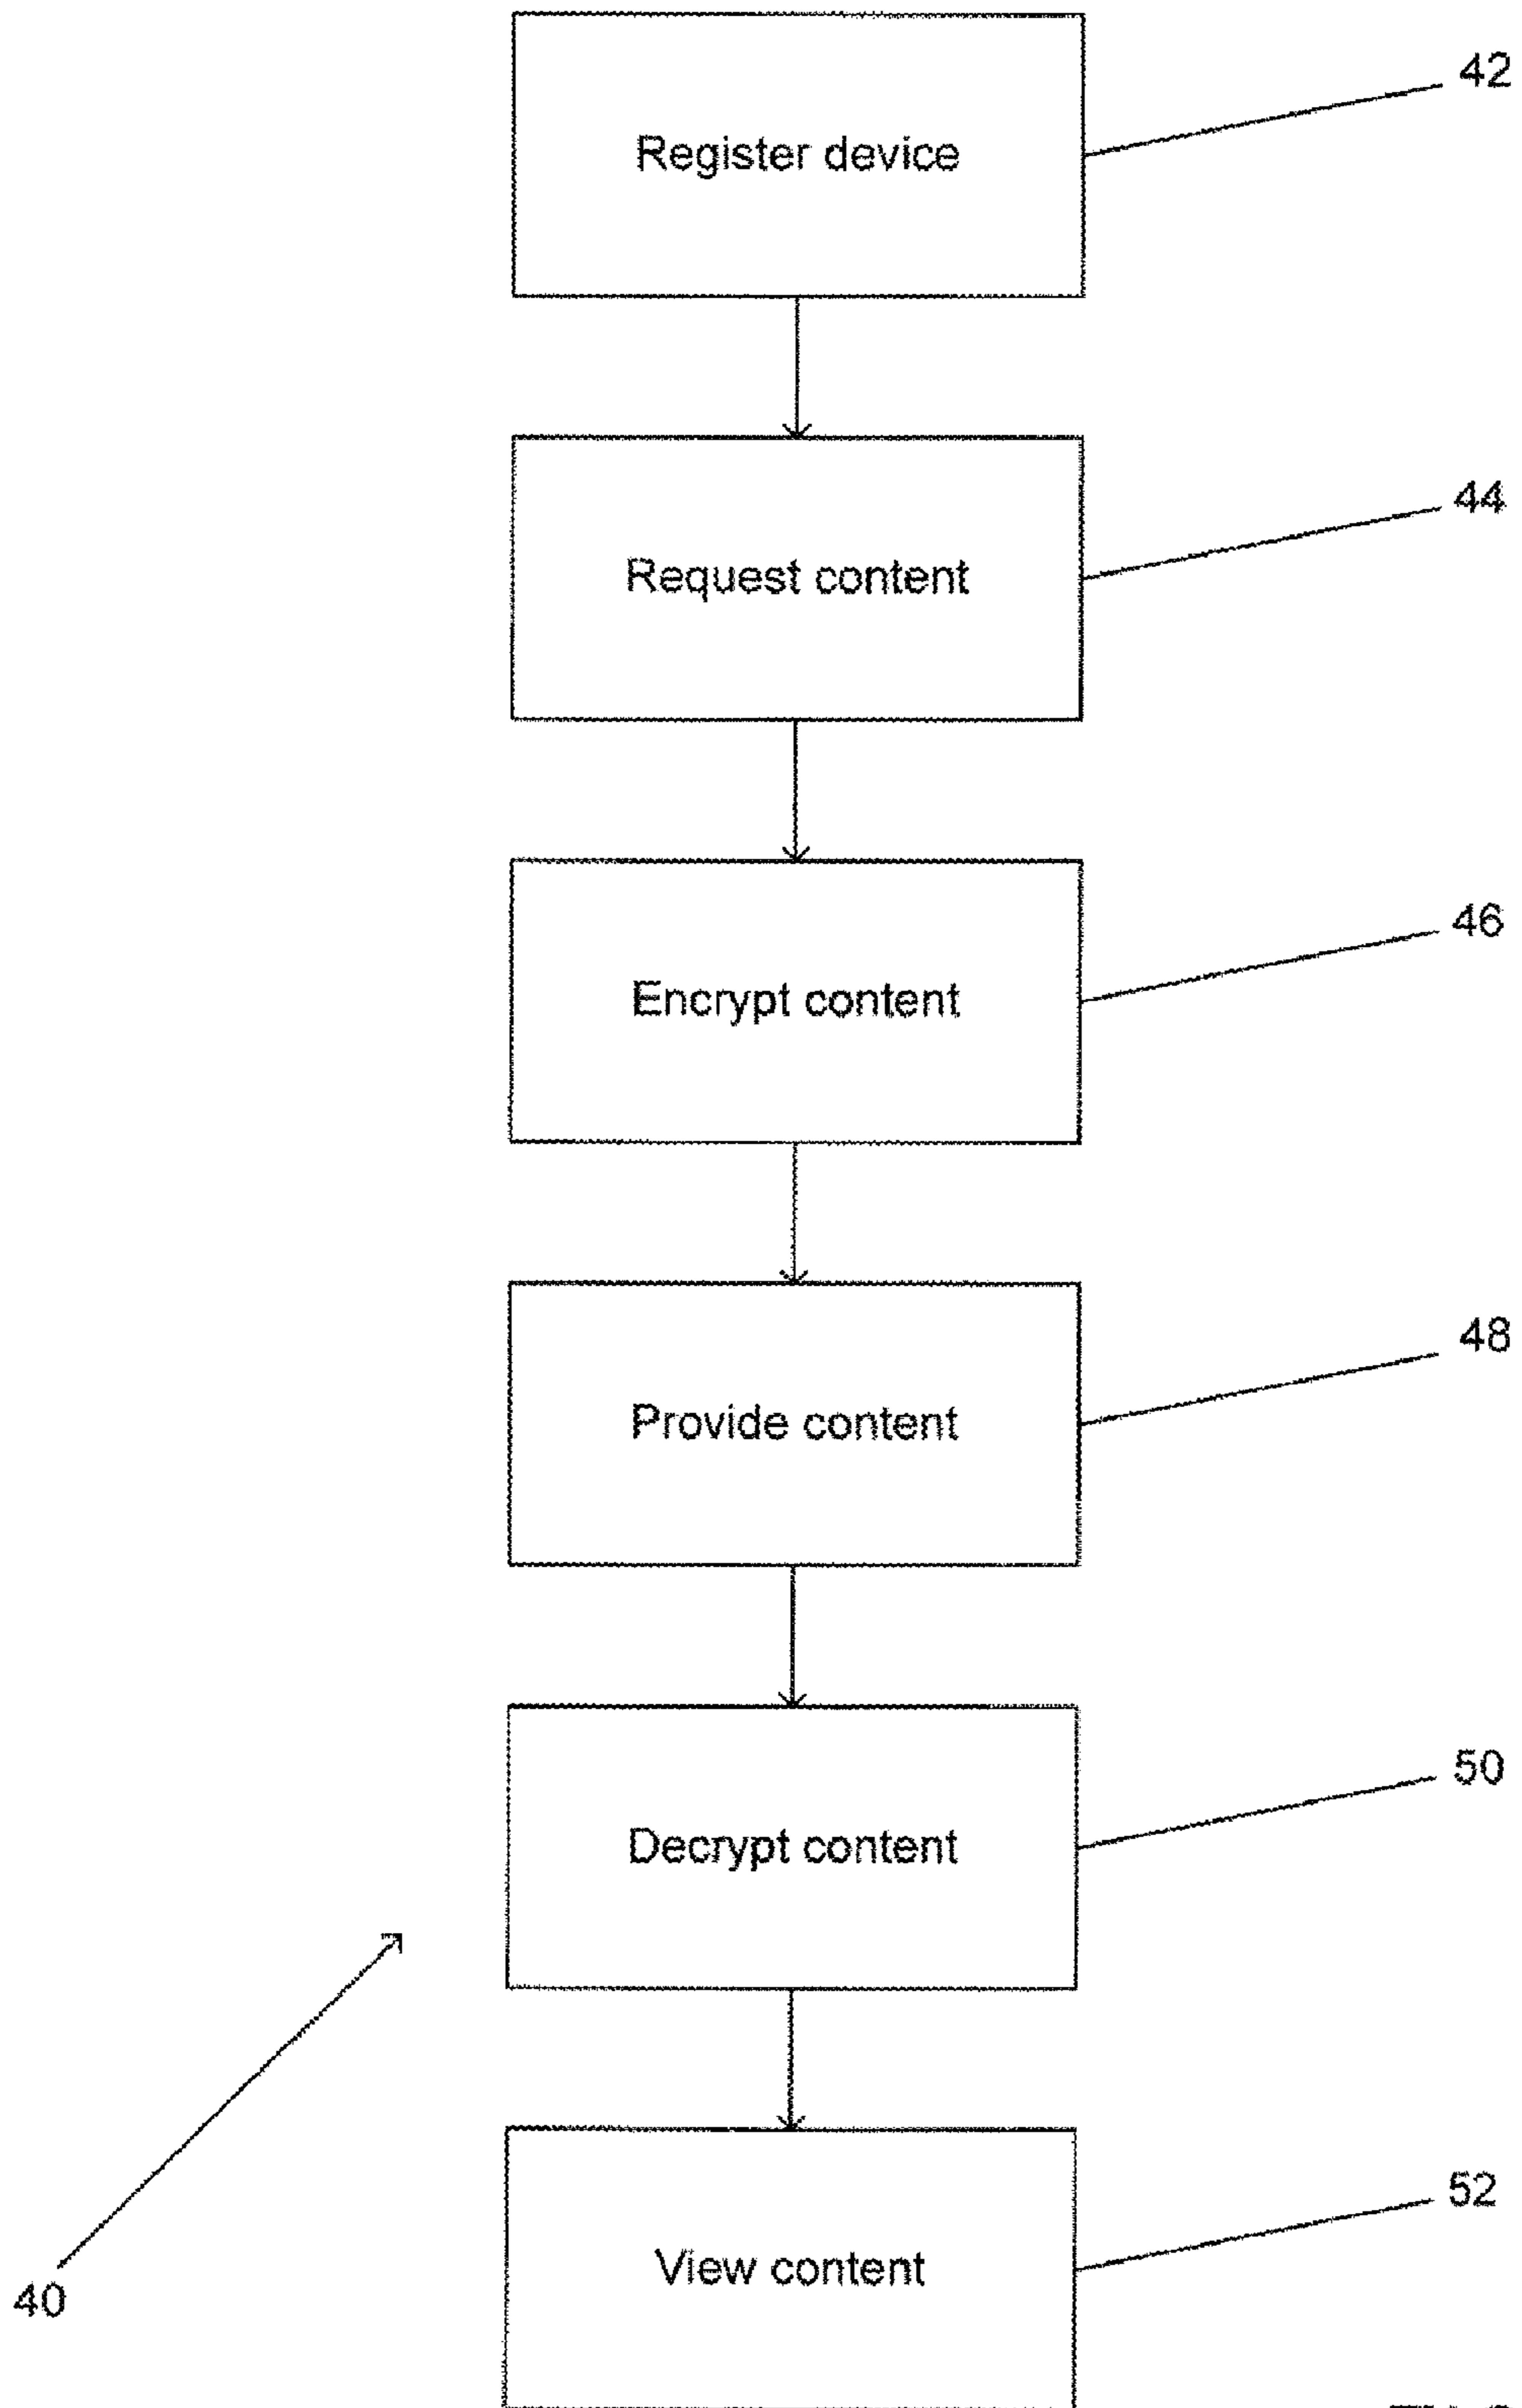 42
Register device
44
Request content
46
Encrypt content
48
Provide content
50
Decrypt content
52
View content
40